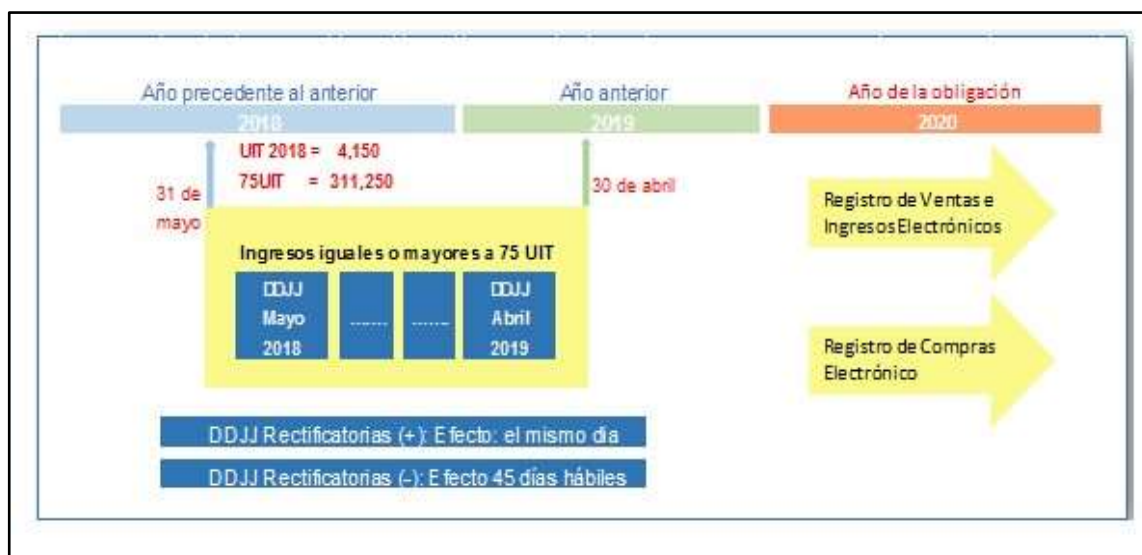 Año precedente al anterior
Año anterior
Año de la obligación
2018
2019
2020
UIT 2018 = 4,150
75UIT = 311,250
31 de
mayo
30 de abril
Ingresos iguales o mayores a 75 UIT
DDJJ
Mayo
2018
.......
.......
DDJJ
Abril
2019
Registro de Ventas e
Ingresos Electrónicos
Registro de Compras
Electrónico
DDJJ Rectificatorias (+): Efecto: el mismo día
DDJJ Rectificatorias (-): Efecto 45 días hábiles